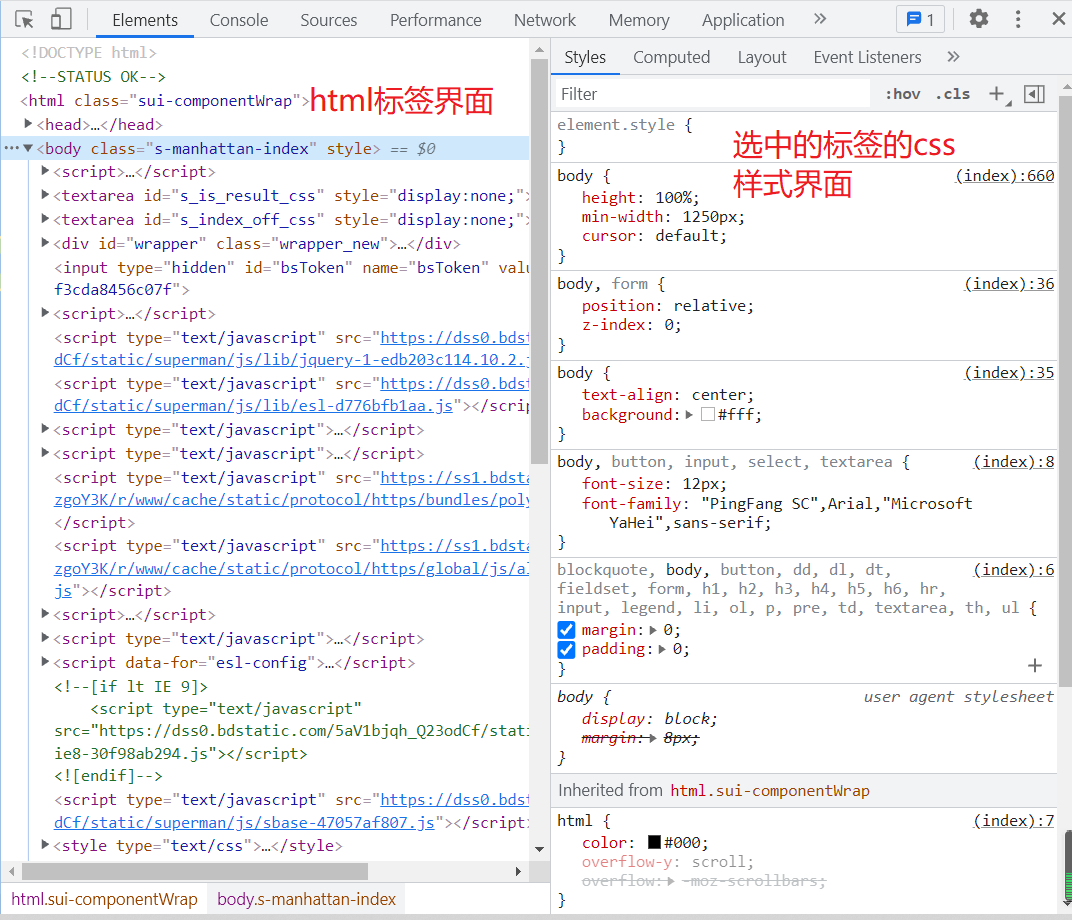 Elements Console Sources Performance Network Memory Application » 1
<!DOCTYPE html>
<!--STATUS OK-->
<html class="sui-componentWrap">
html标签界面
<head>…</head>
<body class="s-manhattan-index" style> == $0
<script>…</script>
<textarea id="s_is_result_css" style="display:none;">
<textarea id="s_index_off_css" style="display:none;">
<div id="wrapper" class="wrapper_new">…</div>
<input type="hidden" id="bsToken" name="bsToken" valu
f3cda8456c07f">
<script>…</script>
<script type="text/javascript" src="https://dss0.bdst
dCf/static/superman/js/lib/jquery-1-edb203c114.10.2.j
<script type="text/javascript" src="https://dss0.bdst
dCf/static/superman/js/lib/esl-d776bfb1aa.js"></scrip
<script type="text/javascript">…</script>
<script type="text/javascript">…</script>
<script type="text/javascript" src="https://ss1.bdsta
zgoY3K/r/www/cache/static/protocol/https/bundles/poly
</script>
<script type="text/javascript" src="https://ss1.bdsta
zgoY3K/r/www/cache/static/protocol/https/global/js/al
js"></script>
<script>…</script>
<script type="text/javascript">…</script>
<script data-for="esl-config">…</script>
<!--[if lt IE 9]>
<script type="text/javascript"
src="https://dss0.bdstatic.com/5aV1bjqh_Q23odCf/stati
ie8-30f98ab294.js"></script>
<![endif]-->
<script type="text/javascript" src="https://dss0.bdst
dCf/static/superman/js/sbase-47057af807.js"></script>
<style type="text/css">…</style>
html.sui-componentWrap body.s-manhattan-index
Styles Computed Layout Event Listeners »
Filter :hov .cls +
element.style {
}
选中的标签的css
样式界面
body { (index):660
height: 100%;
min-width: 1250px;
cursor: default;
}
body, form { (index):36
position: relative;
z-index: 0;
}
body { (index):35
text-align: center;
background: #fff;
}
body, button, input, select, textarea { (index):8
font-size: 12px;
font-family: "PingFang SC",Arial,"Microsoft
YaHei",sans-serif;
}
blockquote, body, button, dd, dl, dt, (index):6
fieldset, form, h1, h2, h3, h4, h5, h6, hr,
input, legend, li, ol, p, pre, td, textarea, th, ul {
margin: 0;
padding: 0;
}
body { user agent stylesheet
display: block;
margin: 8px;
}
Inherited from html.sui-componentWrap
html { (index):7
color: #000;
overflow-y: scroll;
overflow: -moz-scrollbars;
}